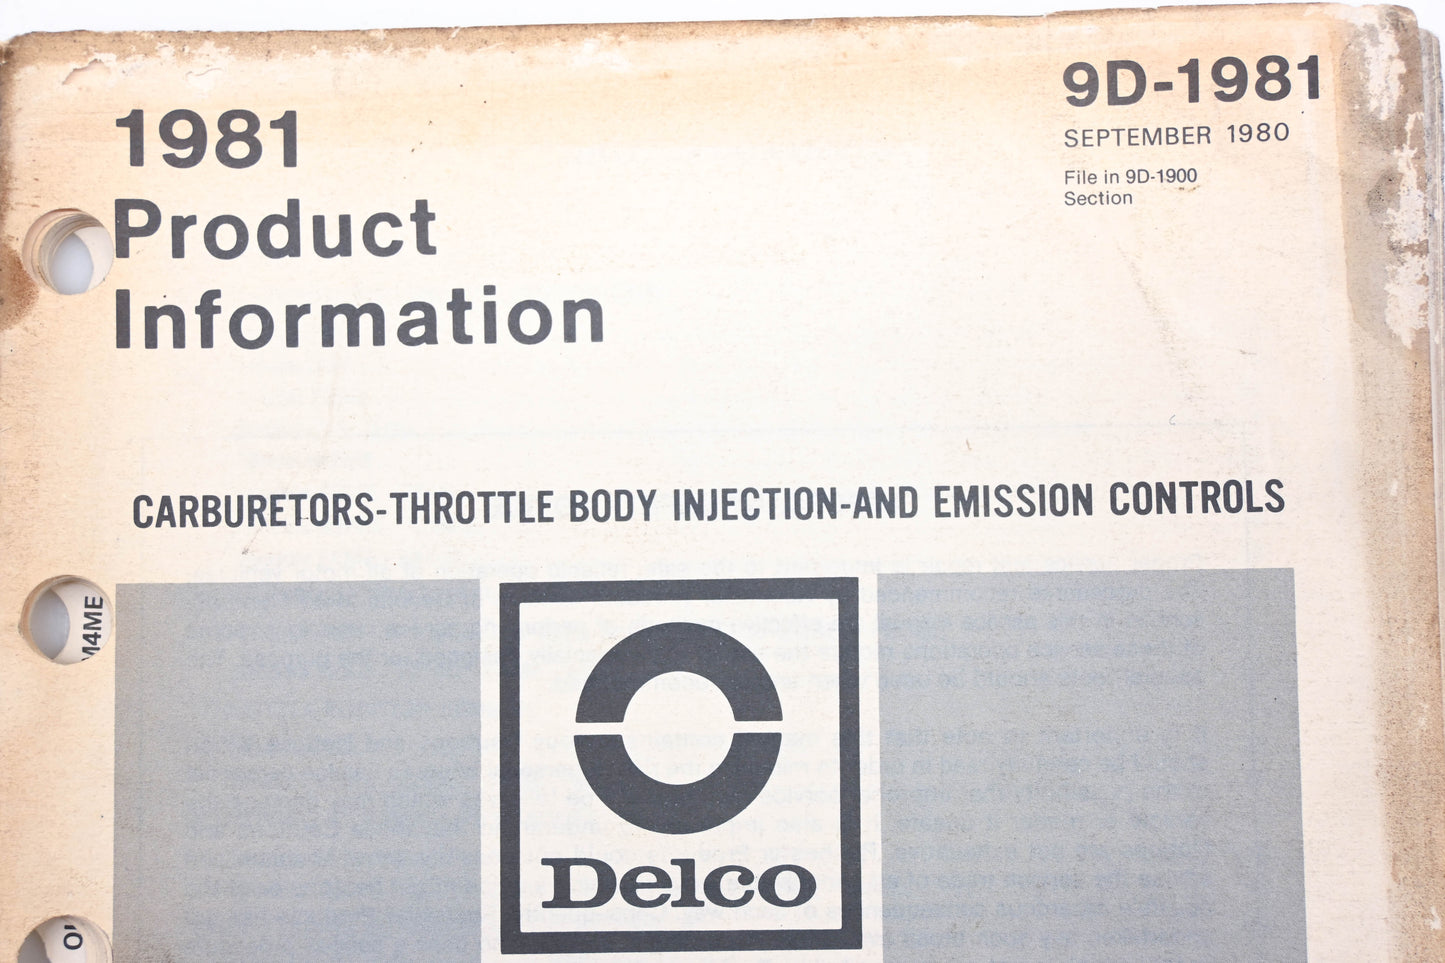 1981
Product
Information
9D-1981
SEPTEMBER 1980
File in 9D-1900
Section
CARBURETORS-THROTTLE BODY INJECTION-AND EMISSION CONTROLS
M4ME
Delco